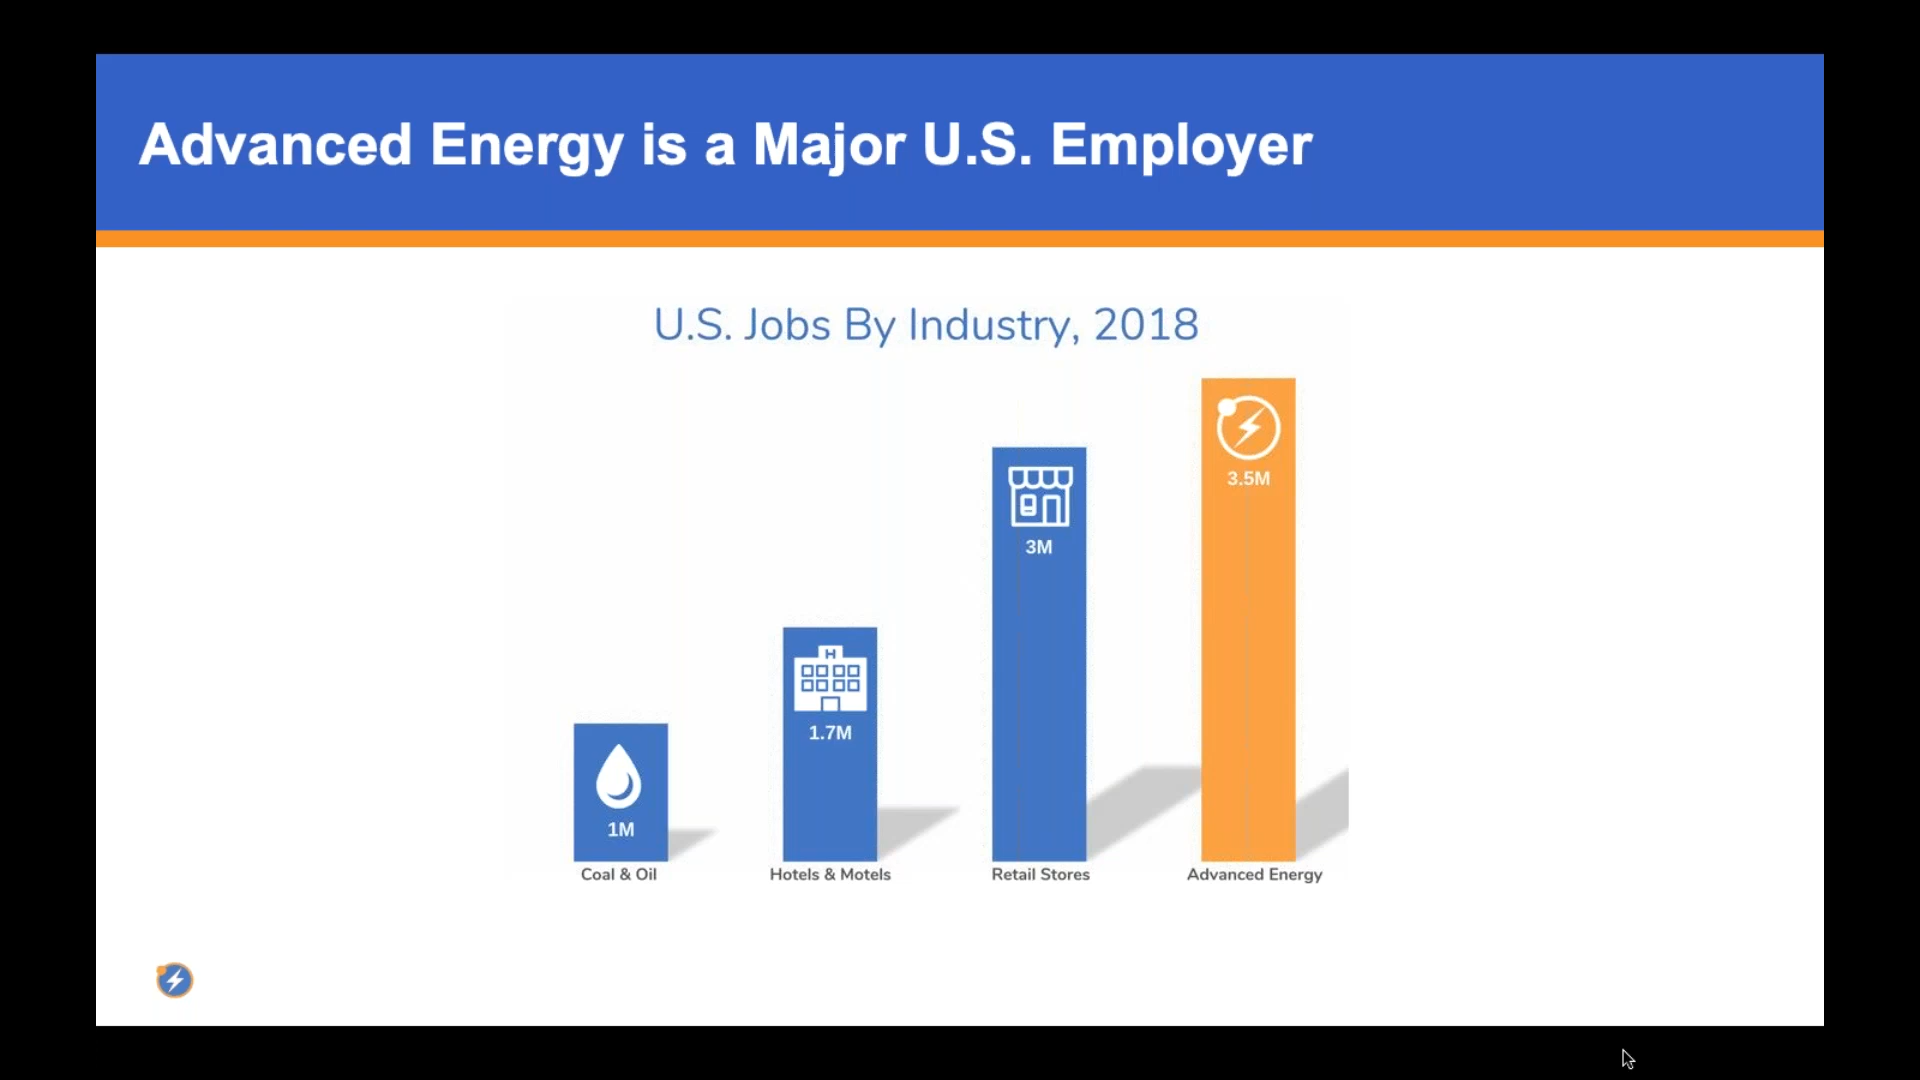 Advanced Energy is a Major U.S. Employer
U.S. Jobs By Industry, 2018
3.5M
3M
H
1.7M
1M
Coal & Oil
Hotels & Motels
Retail Stores
Advanced Energy